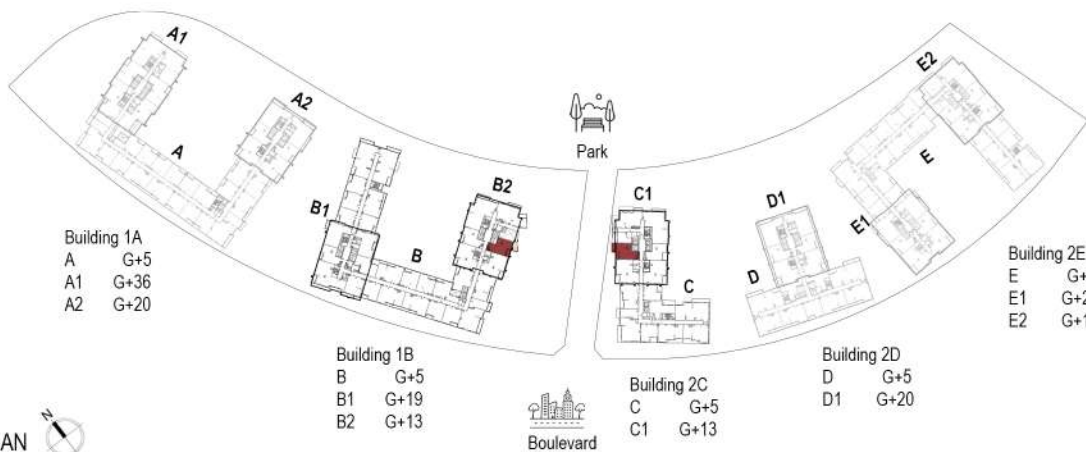 A1
A2
A
Building 1A
A G+5
A1 G+36
A2 G+20
B1
B2
B
Building 1B
B G+5
B1 G+19
B2 G+13
Park
Boulevard
C1
C
Building 2C
C G+5
C1 G+13
D1
D
Building 2D
D G+5
D1 G+20
E2
E
E1
Building 2E
E G+
E1 G+2
E2 G+1
AN
N